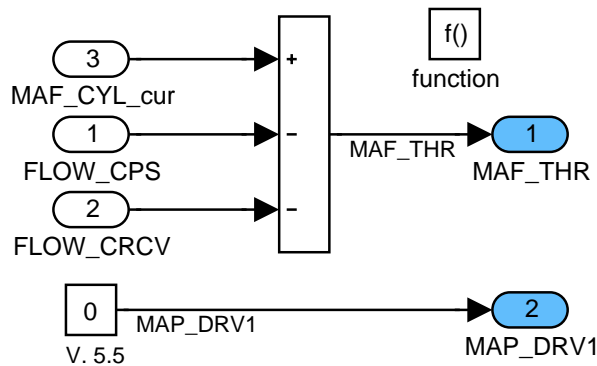 f()
function
3
+
MAF_CYL_cur
1
−
FLOW_CPS
MAF_THR
1
MAF_THR
2
−
FLOW_CRCV
0
MAP_DRV1
2
V. 5.5
MAP_DRV1